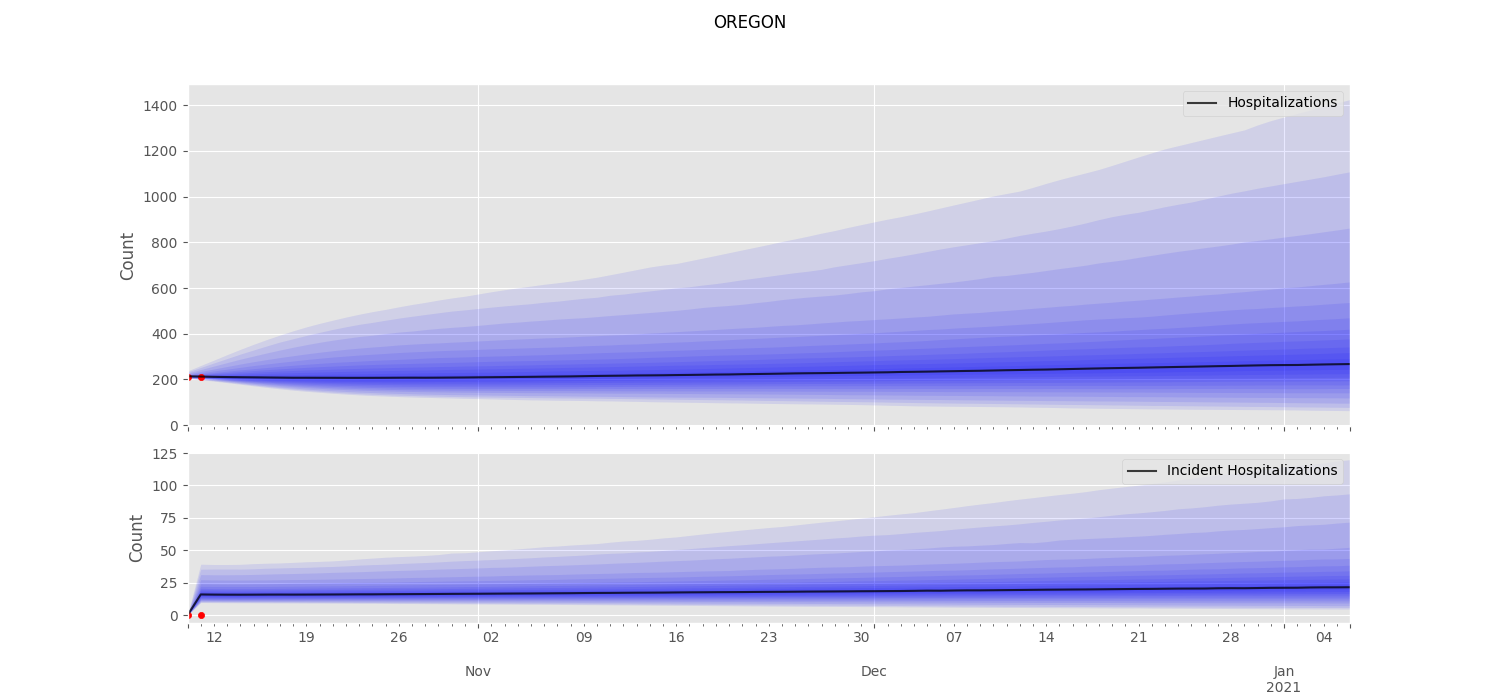 OREGON
Hospitalizations
1400
1200
1000
800
600
400
200
0
Count
Incident Hospitalizations
125
100
75
50
25
0
Count
12 19 26 02 09 16 23 30 07 14 21 28 04
Nov Dec Jan
2021